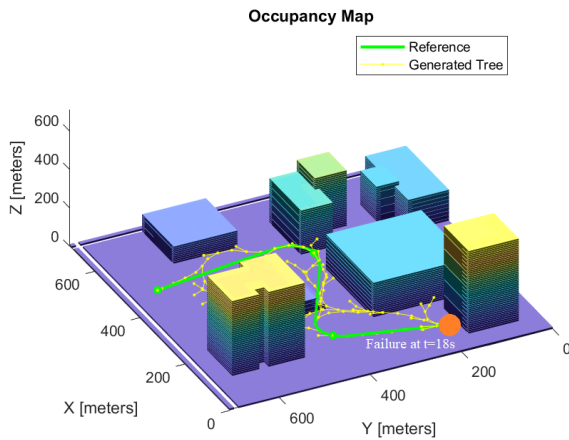 Occupancy Map
Reference
Generated Tree
Z [meters]
600
400
200
0
600
400
200
0
X [meters]
600
400
200
0
Y [meters]
Failure at t=18s